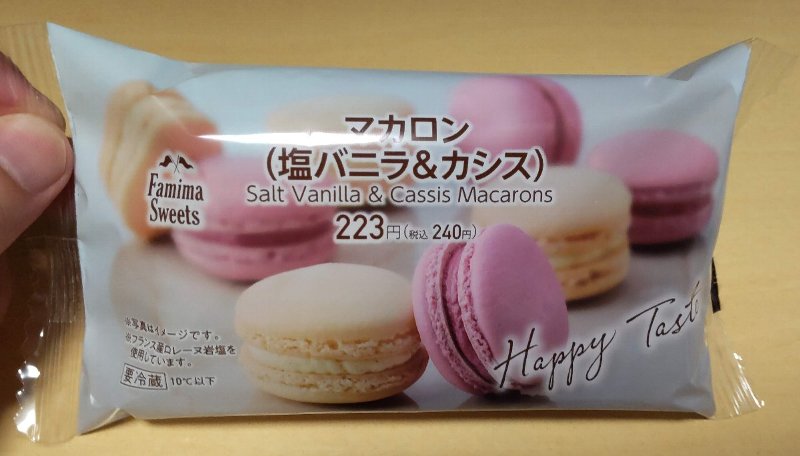 マカロン
(塩バニラ&カシス)
Salt Vanilla & Cassis Macarons
223円(税込 240円)
Famima
Sweets
※写真はイメージです。
※フランス産ロレーヌ岩塩を
使用しています。
要冷蔵 10℃以下
Happy Taste